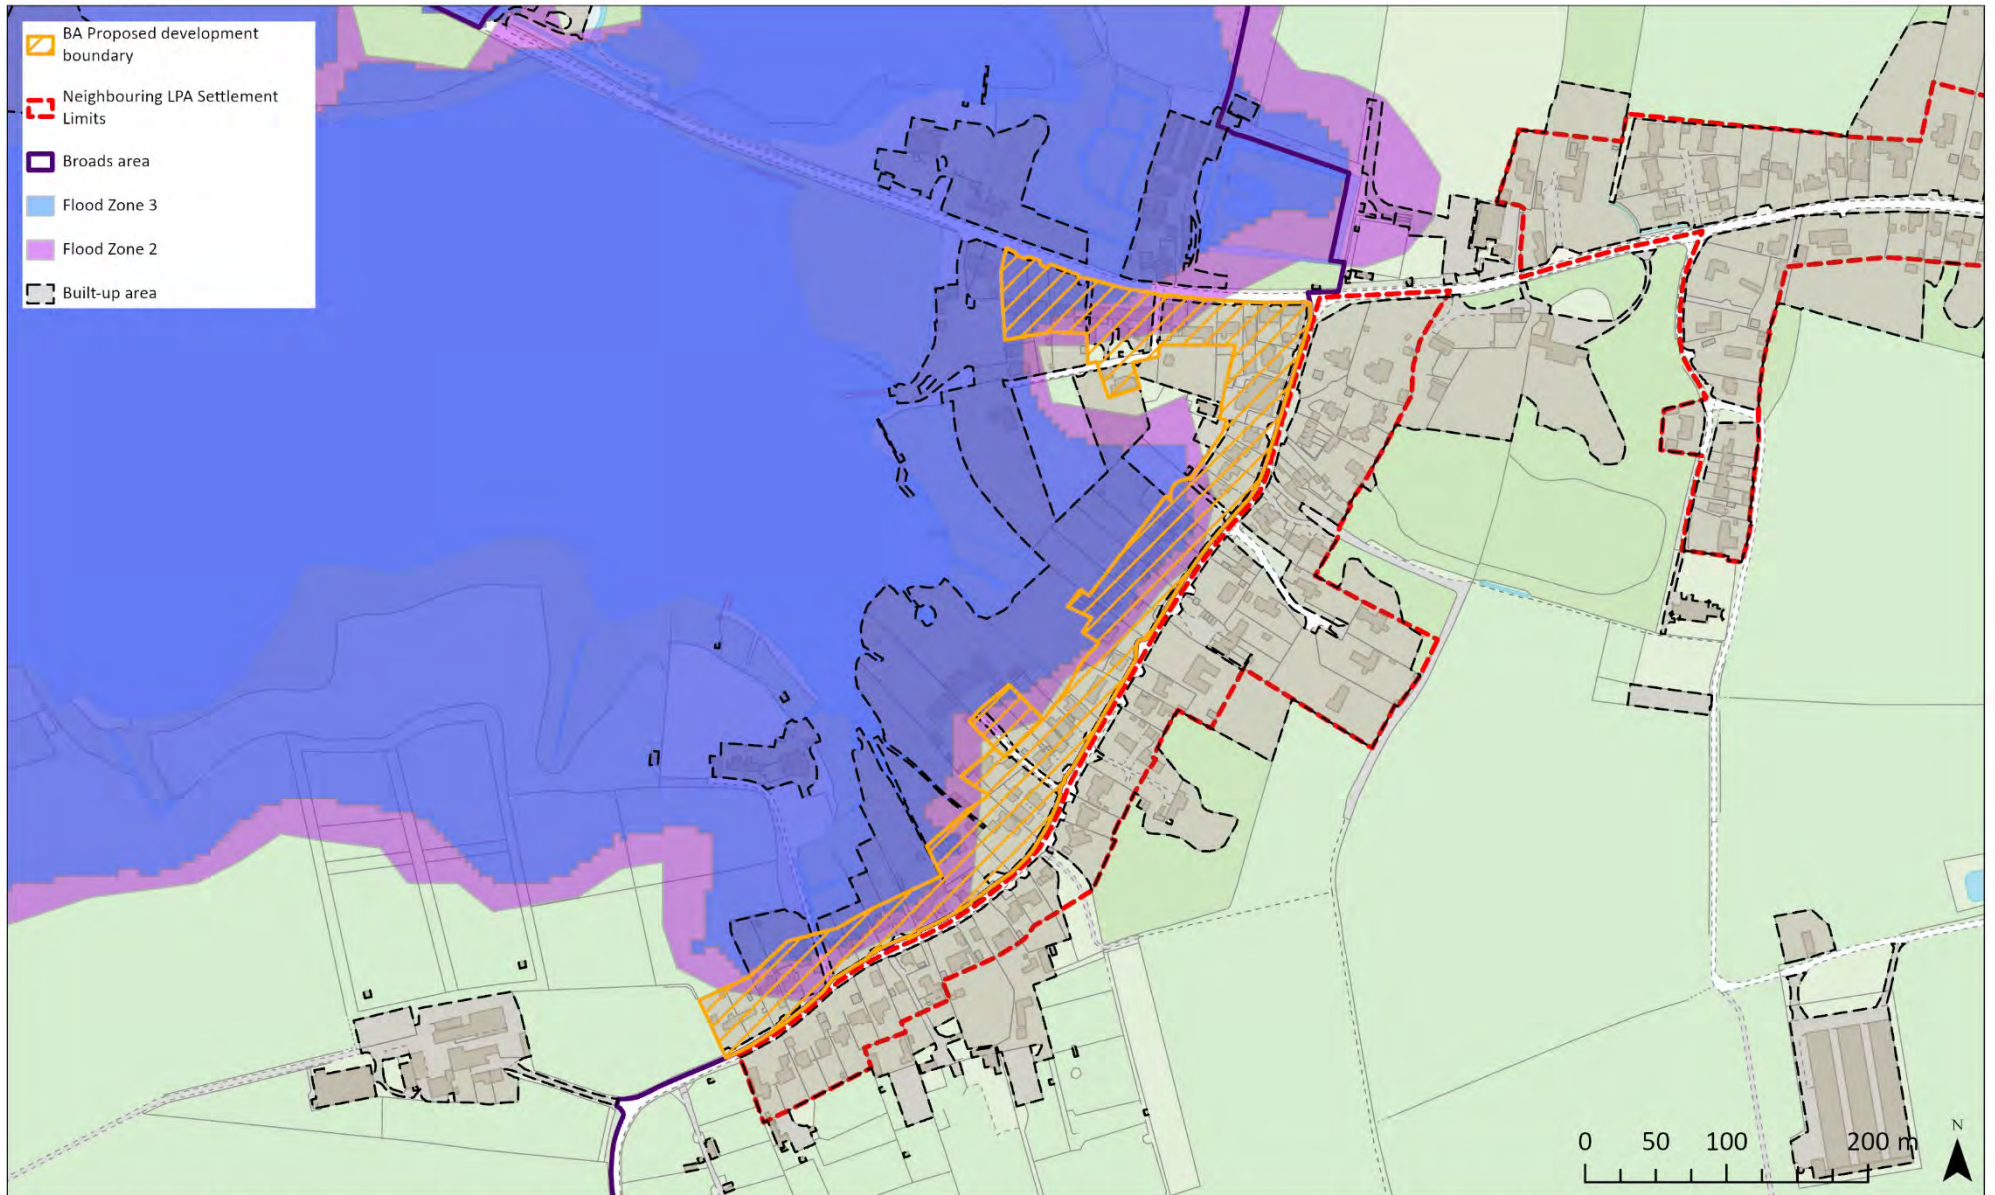 BA Proposed development
boundary
Neighbouring LPA Settlement
Limits
Broads area
Flood Zone 3
Flood Zone 2
Built-up area
0 50 100 200 m
N